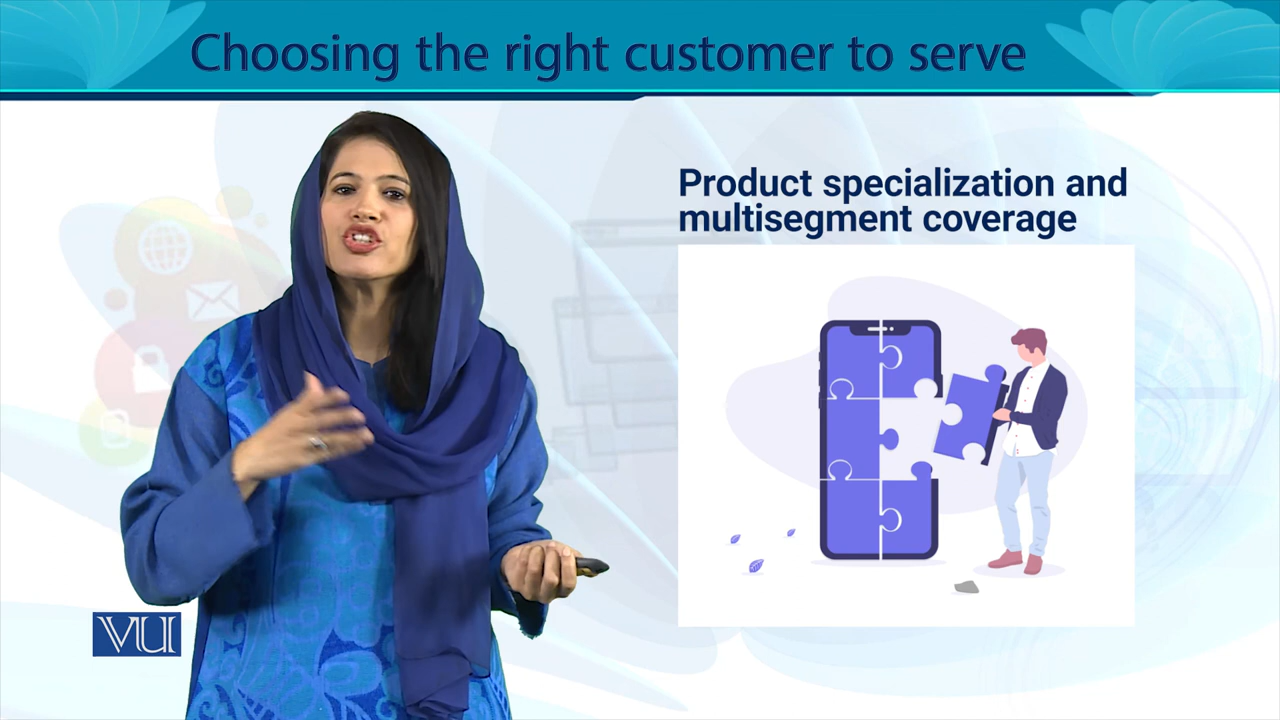 Choosing the right customer to serve
Product specialization and
multisegment coverage
VU